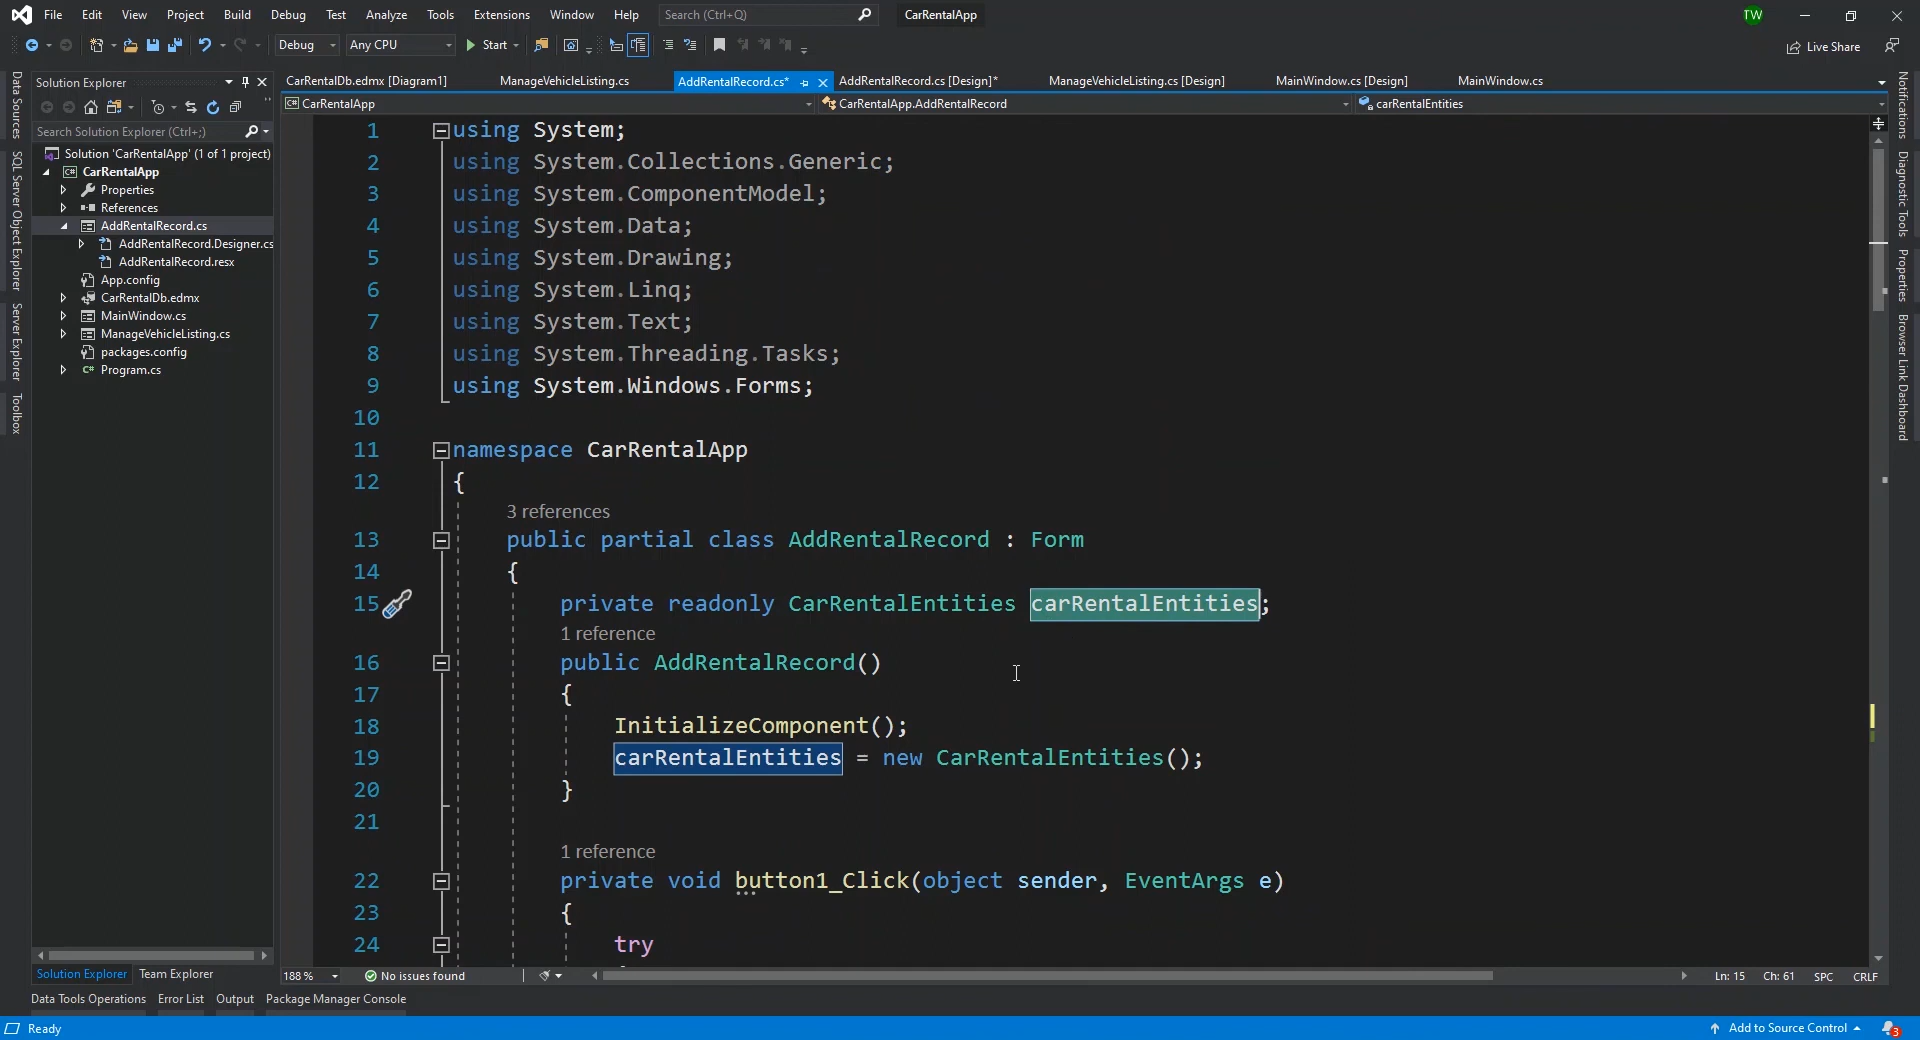 File Edit View Project Build Debug Test Analyze Tools Extensions Window Help Search (Ctrl+Q) CarRentalApp TW
Debug Any CPU Start Live Share
Solution Explorer
Search Solution Explorer (Ctrl+;)
Solution 'CarRentalApp' (1 of 1 project)
CarRentalApp
Properties
References
AddRentalRecord.cs
AddRentalRecord.Designer.cs
AddRentalRecord.resx
App.config
CarRentalDb.edmx
MainWindow.cs
ManageVehicleListing.cs
packages.config
Program.cs
Solution Explorer Team Explorer
Data Sources
SQL Server Object Explorer
Server Explorer
Toolbox
CarRentalDb.edmx [Diagram1] ManageVehicleListing.cs AddRentalRecord.cs* AddRentalRecord.cs [Design]* ManageVehicleListing.cs [Design] MainWindow.cs [Design] MainWindow.cs
CarRentalApp CarRentalApp.AddRentalRecord carRentalEntities
1 using System;
2 using System.Collections.Generic;
3 using System.ComponentModel;
4 using System.Data;
5 using System.Drawing;
6 using System.Linq;
7 using System.Text;
8 using System.Threading.Tasks;
9 using System.Windows.Forms;
10
11 namespace CarRentalApp
12 {
3 references
13 public partial class AddRentalRecord : Form
14 {
15 private readonly CarRentalEntities carRentalEntities;
1 reference
16 public AddRentalRecord()
17 {
18 InitializeComponent();
19 carRentalEntities = new CarRentalEntities();
20 }
21
1 reference
22 private void button1_Click(object sender, EventArgs e)
23 {
24 try
188 % No issues found Ln: 15 Ch: 61 SPC CRLF
Notifications
Diagnostic Tools
Properties
Browser Link Dashboard
Data Tools Operations Error List Output Package Manager Console
Ready Add to Source Control 3